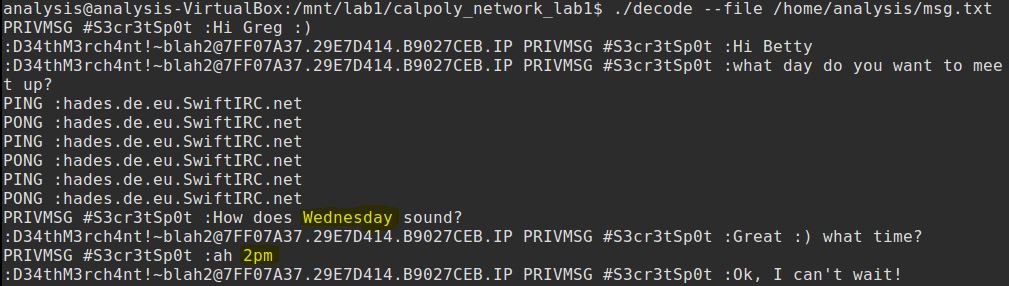 analysis@analysis-VirtualBox:/mnt/lab1/calpoly_network_lab1$ ./decode --file /home/analysis/msg.txt
PRIVMSG #S3cr3tSp0t :Hi Greg :)
:D34thM3rch4nt!~blah2@7FF07A37.29E7D414.B9027CEB.IP PRIVMSG #S3cr3tSp0t :Hi Betty
:D34thM3rch4nt!~blah2@7FF07A37.29E7D414.B9027CEB.IP PRIVMSG #S3cr3tSp0t :what day do you want to mee
t up?
PING :hades.de.eu.SwiftIRC.net
PONG :hades.de.eu.SwiftIRC.net
PING :hades.de.eu.SwiftIRC.net
PONG :hades.de.eu.SwiftIRC.net
PING :hades.de.eu.SwiftIRC.net
PONG :hades.de.eu.SwiftIRC.net
PRIVMSG #S3cr3tSp0t :How does Wednesday sound?
:D34thM3rch4nt!~blah2@7FF07A37.29E7D414.B9027CEB.IP PRIVMSG #S3cr3tSp0t :Great :) what time?
PRIVMSG #S3cr3tSp0t :ah 2pm
:D34thM3rch4nt!~blah2@7FF07A37.29E7D414.B9027CEB.IP PRIVMSG #S3cr3tSp0t :Ok, I can't wait!